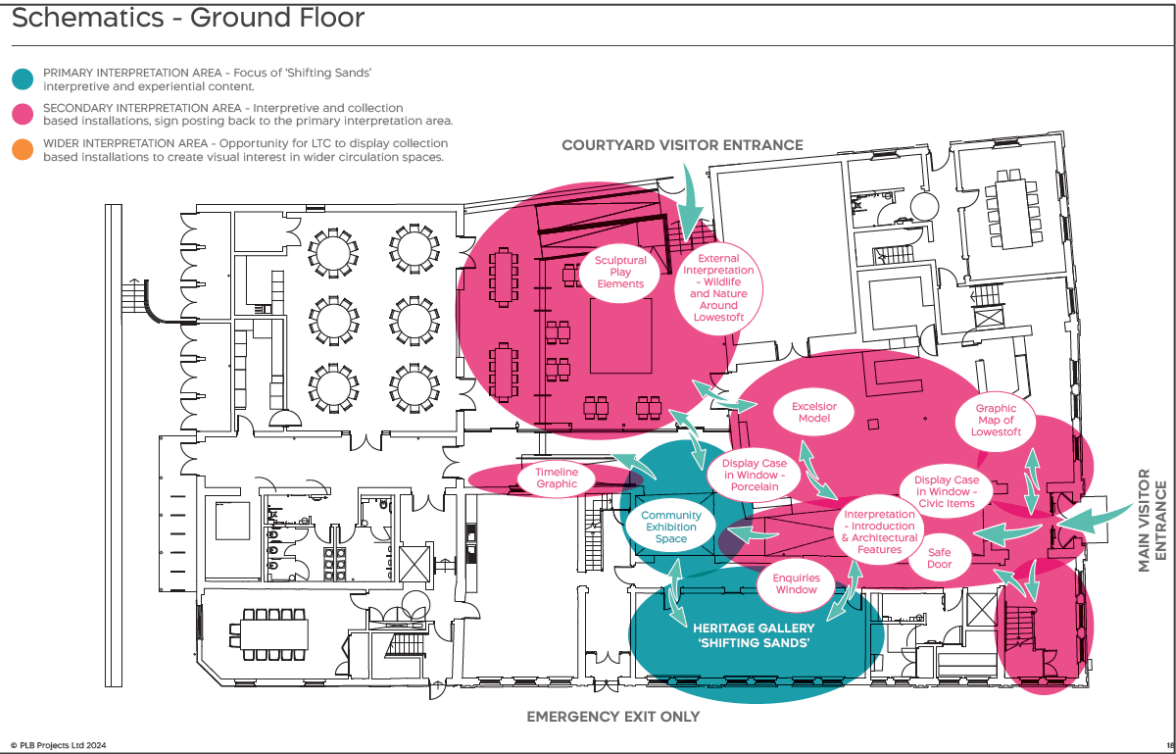 Schematics - Ground Floor
PRIMARY INTERPRETATION AREA - Focus of 'Shifting Sands'
interpretive and experiential content.
SECONDARY INTERPRETATION AREA - Interpretive and collection
based installations, sign posting back to the primary interpretation area.
WIDER INTERPRETATION AREA - Opportunity for LTC to display collection
based installations to create visual interest in wider circulation spaces.
COURTYARD VISITOR ENTRANCE
Sculptural
Play
Elements
External
Interpretation
- Wildlife
and Nature
Around
Lowestoft
Excelsior
Model
Graphic
Map of
Lowestoft
Timeline
Graphic
Display Case
in Window -
Porcelain
Display Case
in Window -
Civic Items
Community
Exhibition
Space
Interpretation
- Introduction
& Architectural
Features
Safe
Door
MAIN VISITOR
ENTRANCE
Enquiries
Window
HERITAGE GALLERY
'SHIFTING SANDS'
EMERGENCY EXIT ONLY
© PLB Projects Ltd 2024
18